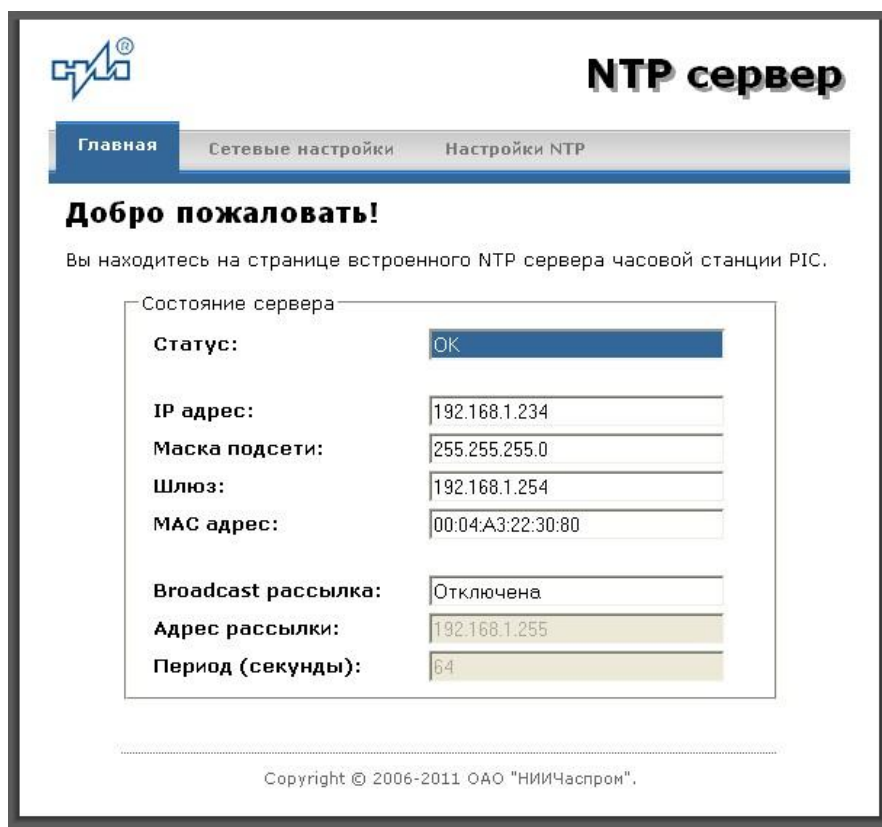 ®
NTP сервер
Главная Сетевые настройки Настройки NTP
Добро пожаловать!
Вы находитесь на странице встроенного NTP сервера часовой станции PIC.
Состояние сервера
Статус: OK
IP адрес: 192.168.1.234
Маска подсети: 255.255.255.0
Шлюз: 192.168.1.254
MAC адрес: 00:04:A3:22:30:80
Broadcast рассылка: Отключена
Адрес рассылки: 192.168.1.255
Период (секунды): 64
Copyright © 2006-2011 ОАО "НИИЧаспром".